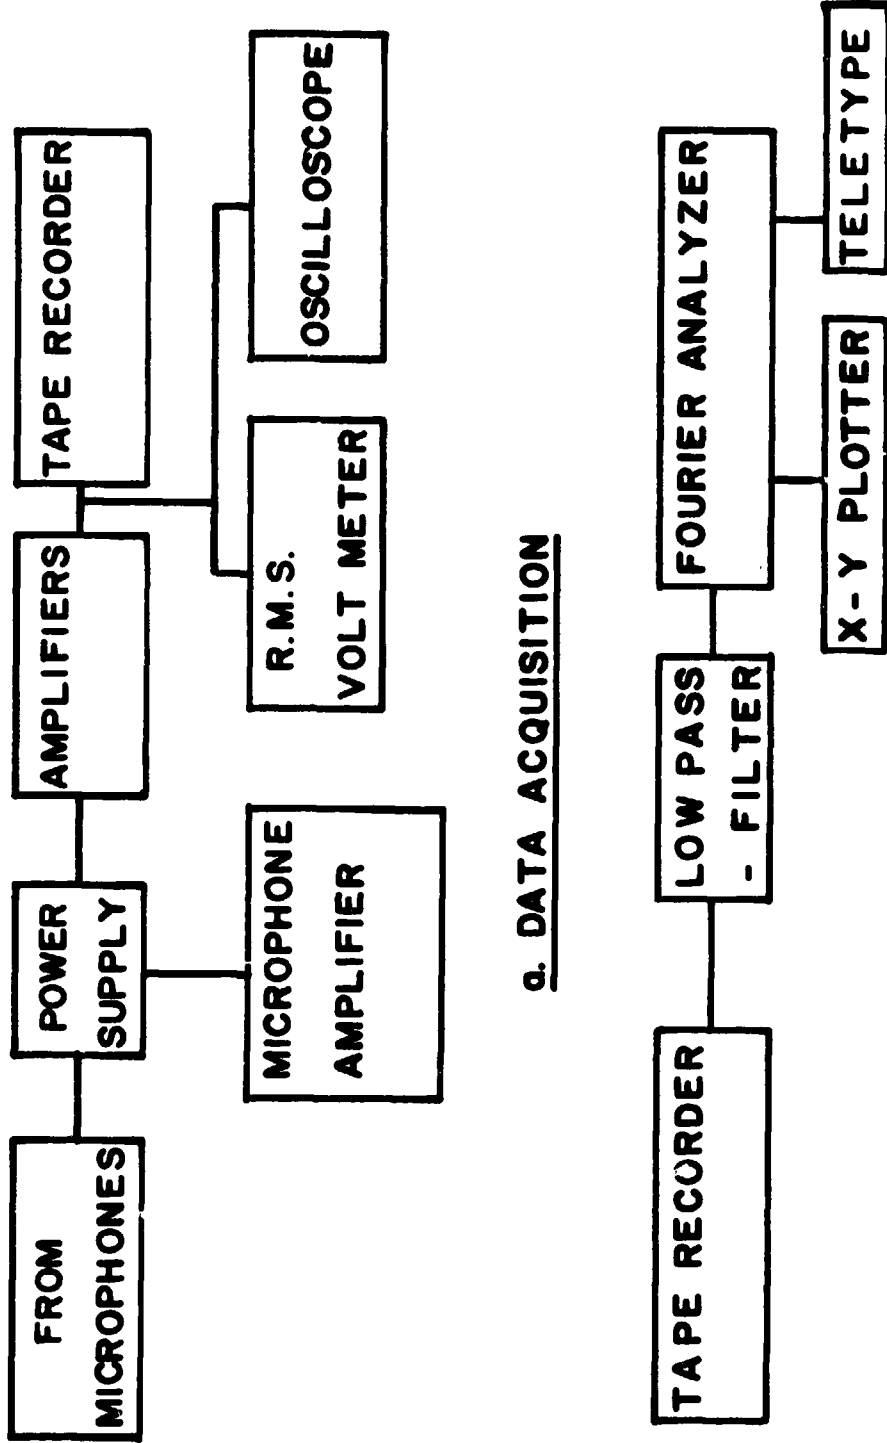 FROM
MICROPHONES
POWER
SUPPLY
AMPLIFIERS
TAPE RECORDER
MICROPHONE
AMPLIFIER
R.M.S.
VOLT METER
OSCILLOSCOPE
a. DATA ACQUISITION
TAPE RECORDER
LOW PASS
- FILTER
FOURIER ANALYZER
X-Y PLOTTER
TELETYPE